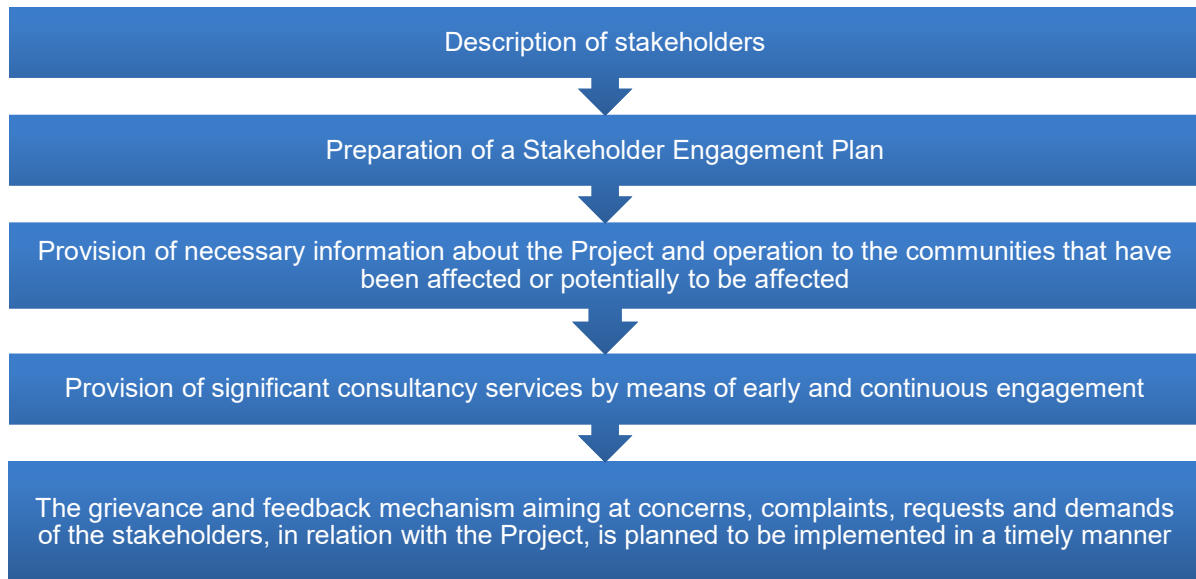 Description of stakeholders
Preparation of a Stakeholder Engagement Plan
Provision of necessary information about the Project and operation to the communities that have
been affected or potentially to be affected
Provision of significant consultancy services by means of early and continuous engagement
The grievance and feedback mechanism aiming at concerns, complaints, requests and demands
of the stakeholders, in relation with the Project, is planned to be implemented in a timely manner